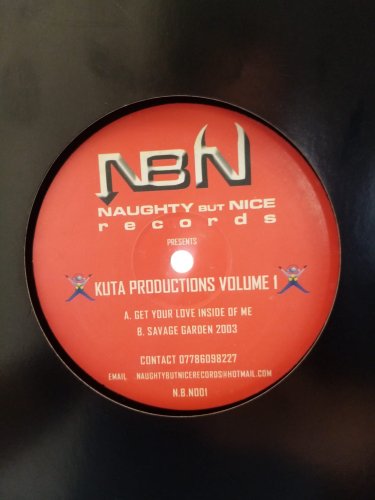 NBN
NAUGHTY BUT NICE
records
PRESENTS
KUTA PRODUCTIONS VOLUME 1
A. GET YOUR LOVE INSIDE OF ME
B. SAVAGE GARDEN 2003
CONTACT 07786098227
EMAIL .NAUGHTYBUTNICERECORDS@HOTMAIL.COM
N.B.N001